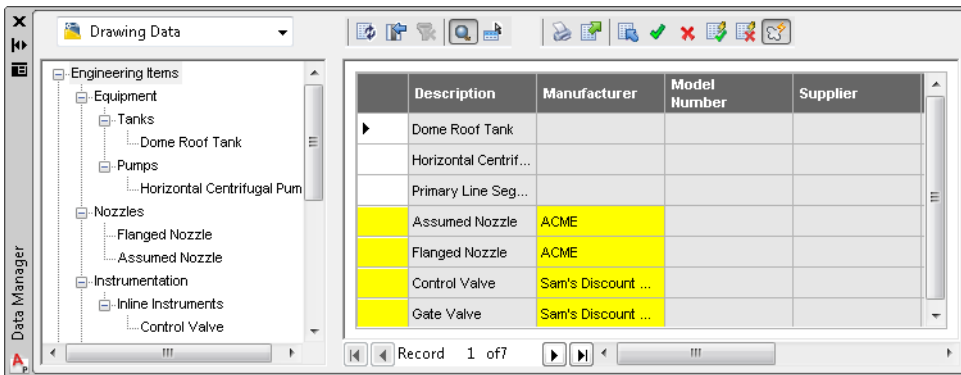 Drawing Data
Engineering Items
Equipment
Tanks
Dome Roof Tank
Pumps
Horizontal Centrifugal Pum
Nozzles
Flanged Nozzle
Assumed Nozzle
Instrumentation
Inline Instruments
Control Valve
Data Manager
Description Manufacturer Model Number Supplier
Dome Roof Tank
Horizontal Centrif...
Primary Line Seg...
Assumed Nozzle ACME
Flanged Nozzle ACME
Control Valve Sam's Discount ...
Gate Valve Sam's Discount ...
Record 1 of7